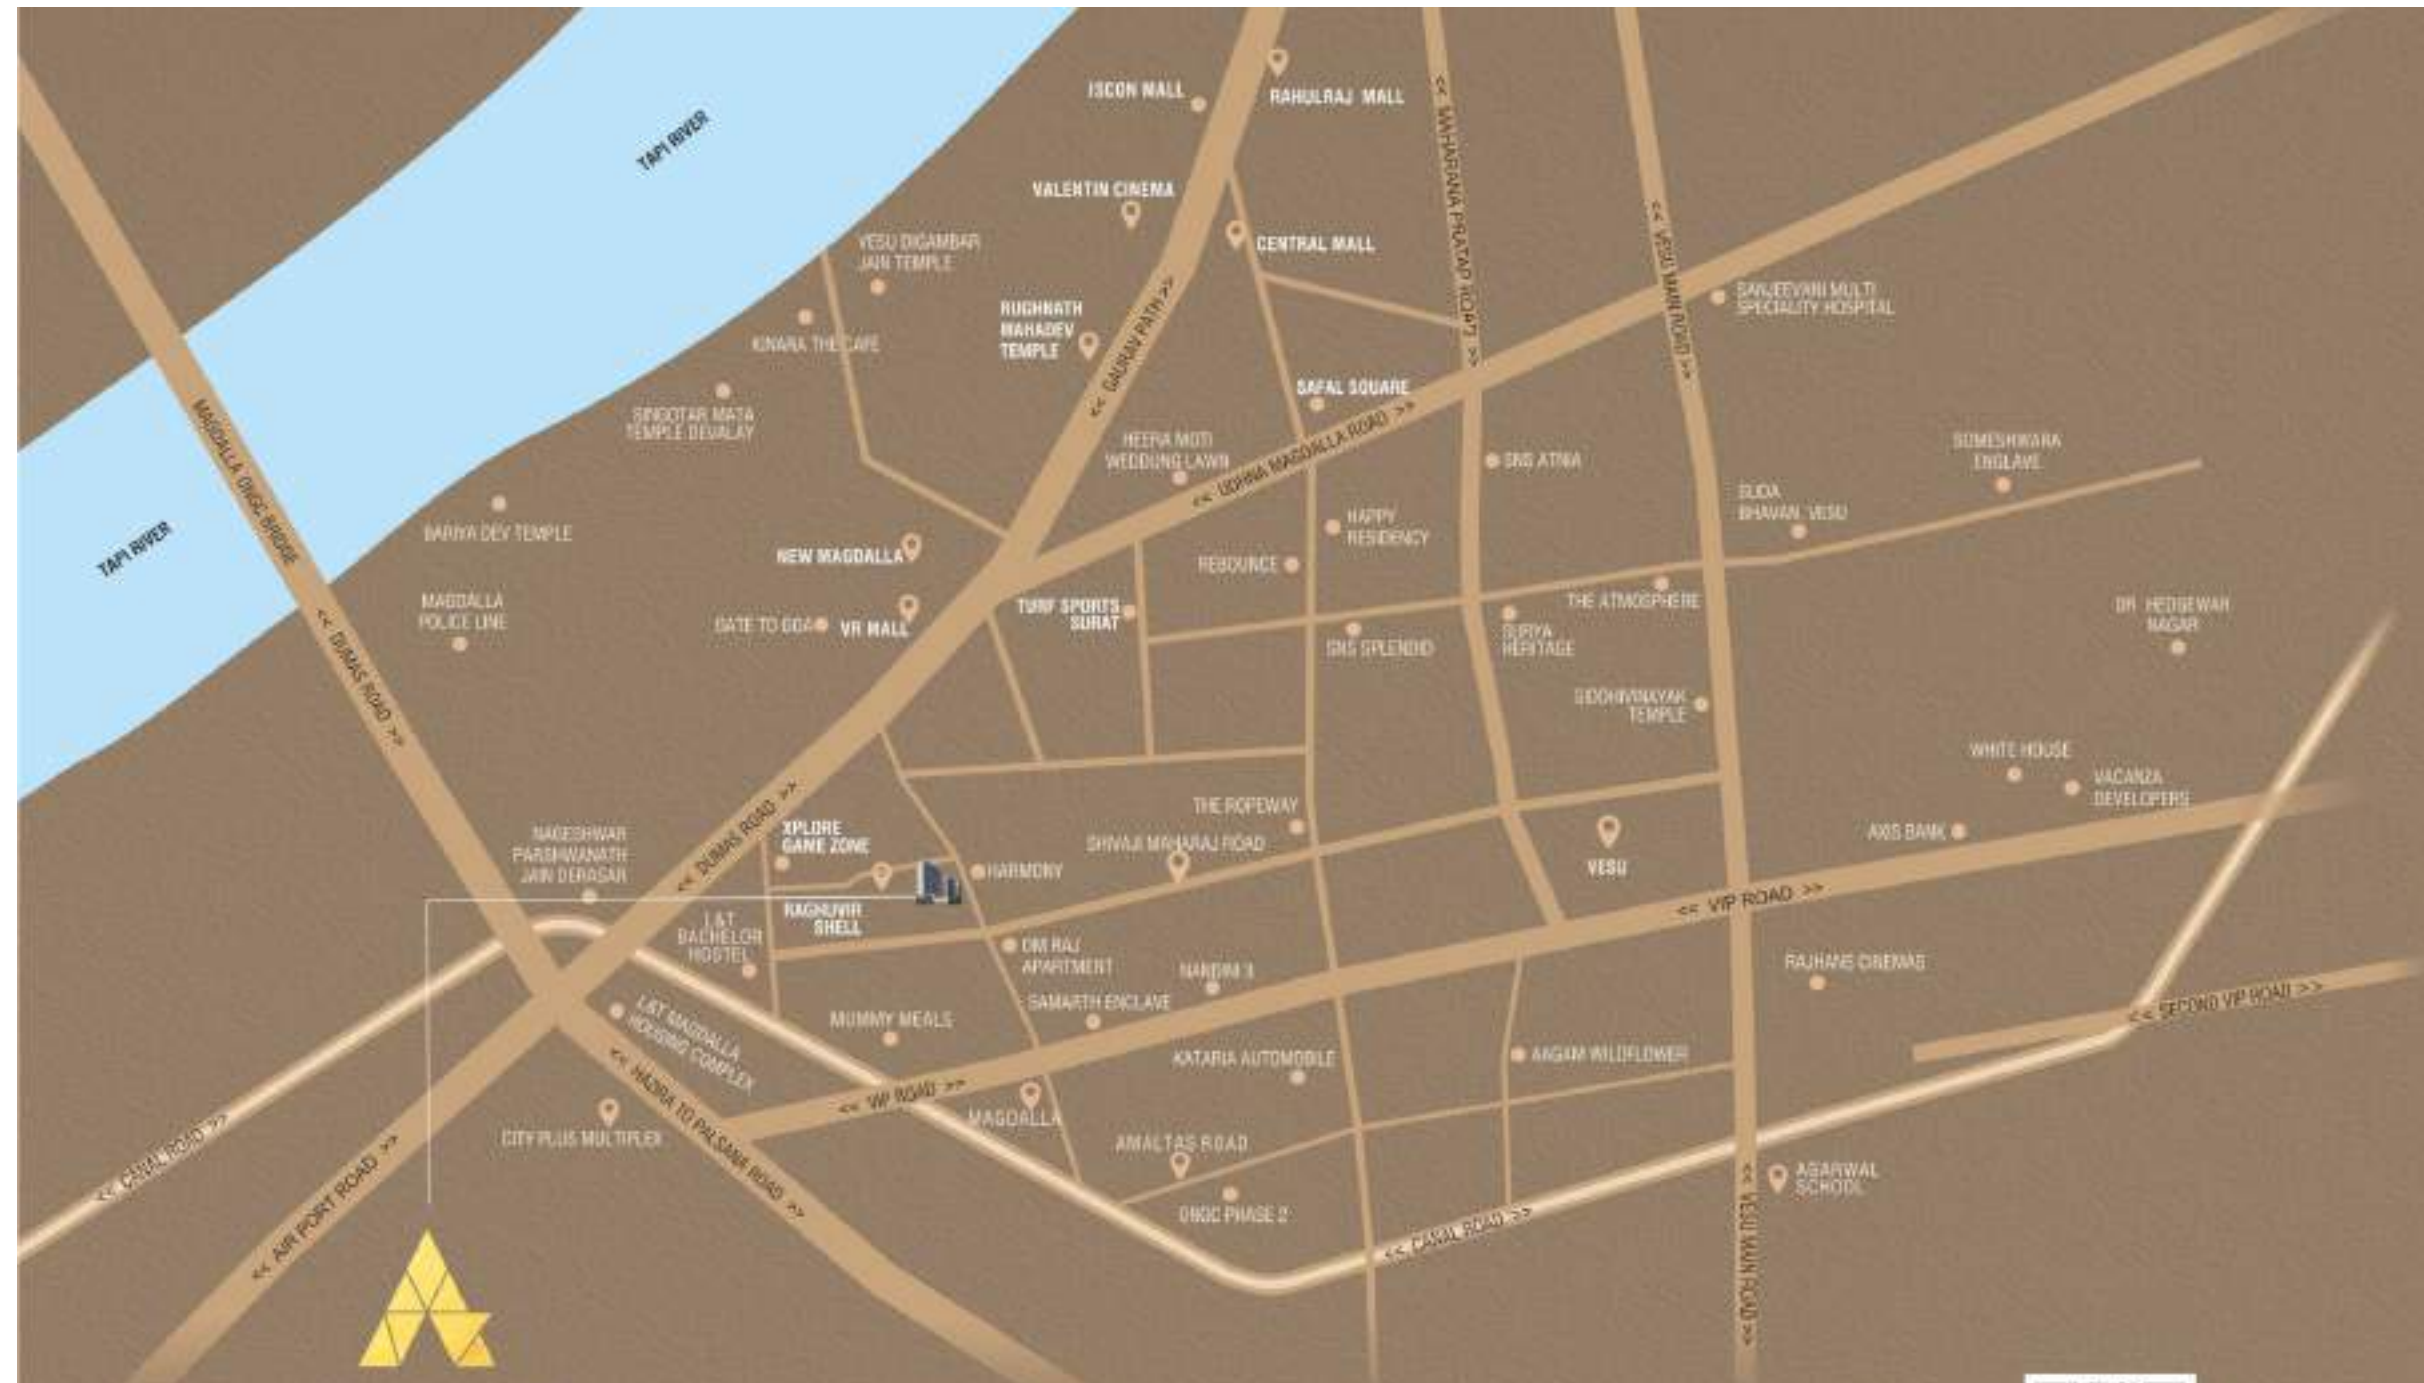 ISCON MALL
RAHULRAJ MALL
TAPI RIVER
VALENTIN CINEMA
CENTRAL MALL
<< MAHARANA PRATAP ROAD >>
<< VESU MAIN ROAD >>
VESU DIGAMBAR
JAIN TEMPLE
KINARA THE CAFE
RUGHNATH
MAHADEV
TEMPLE
<< GAURAV PATH >>
SANJEEVANI MULTI
SPECIALITY HOSPITAL
SINGOTAR MATA
TEMPLE DEVALAY
SAFAL SQUARE
HEERA MOTI
WEDDUNG LAWN
<< UDHNA MAGDALLA ROAD >>
SNS ATNIA
SOMESHWARA
ENGLAVE
SUDA
BHAVAN, VESU
MAGDALLA ONGC BRIDGE
TAPI RIVER
BARIYA DEV TEMPLE
NEW MAGDALLA
HAPPY
RESIDENCY
REBOUNCE
MAGDALLA
POLICE LINE
GATE TO GOA
VR MALL
TURF SPORTS
SURAT
SNS SPLENDID
THE ATMOSPHERE
SURYA
HERITAGE
DR. HEDGEWAR
NAGAR
<< DUMAS ROAD >>
SIDDHIVINAYAK
TEMPLE
WHITE HOUSE
VACANZA
DEVELOPERS
AXIS BANK
<< DUMAS ROAD >>
XPLORE
GAME ZONE
THE ROPEWAY
SHIVAJI MAHARAJ ROAD
VESU
NAGESHWAR
PARSHWANATH
JAIN DERASAR
HARMONY
RAGHUVIR
SHELL
<< VIP ROAD >>
L&T
BACHELOR
HOSTEL
OM RAJ
APARTMENT
NANDINI 3
RAJHANS CINEMAS
SAMARTH ENCLAVE
<< SECOND VIP ROAD >>
L&T MAGDALLA
HOUSING COMPLEX
MUMMY MEALS
KATARIA AUTOMOBILE
AAGAM WILDFLOWER
<< VIP ROAD >>
MAGDALLA
<< HAZIRA TO PALSANA ROAD >>
CITY PLUS MULTIPLEX
AMALTAS ROAD
ONGC PHASE 2
AGARWAL
SCHOOL
<< CANAL ROAD >>
<< AIR PORT ROAD >>
<< CANAL ROAD >>
<< VESU MAIN ROAD >>